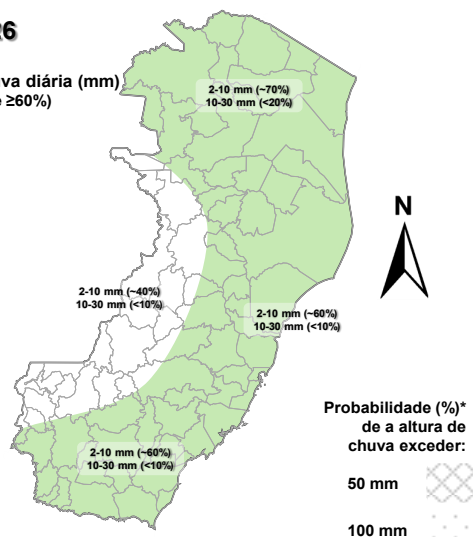 26
va diária (mm)
e ≥60%)
2-10 mm (~70%)
10-30 mm (<20%)
N
2-10 mm (~40%)
10-30 mm (<10%)
2-10 mm (~60%)
10-30 mm (<10%)
Probabilidade (%)*
de a altura de
chuva exceder:
2-10 mm (~60%)
10-30 mm (<10%)
50 mm
100 mm